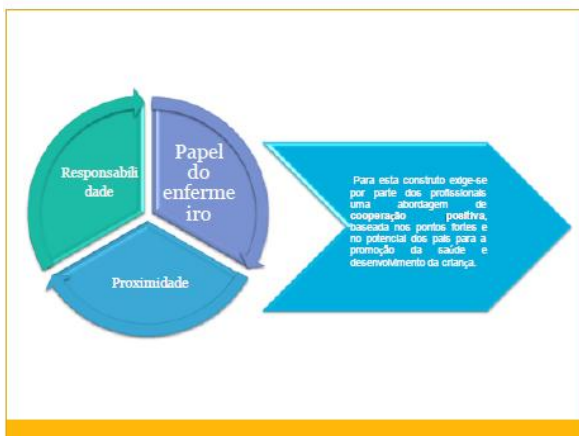 Responsabili
dade
Papel
do
enferme
iro
Proximidade
Para esta construto exige-se
por parte dos profissionais
uma abordagem de
cooperação positiva,
baseada nos pontos fortes e
no potencial dos pais para a
promoção da saúde e
desenvolvimento da criança.